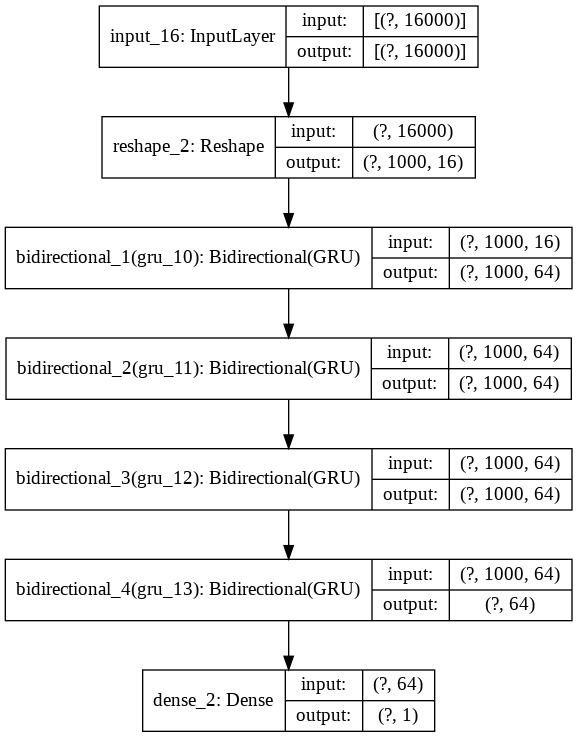 input_16: InputLayer
input: [(?, 16000)]
output: [(?, 16000)]
reshape_2: Reshape
input: (?, 16000)
output: (?, 1000, 16)
bidirectional_1(gru_10): Bidirectional(GRU)
input: (?, 1000, 16)
output: (?, 1000, 64)
bidirectional_2(gru_11): Bidirectional(GRU)
input: (?, 1000, 64)
output: (?, 1000, 64)
bidirectional_3(gru_12): Bidirectional(GRU)
input: (?, 1000, 64)
output: (?, 1000, 64)
bidirectional_4(gru_13): Bidirectional(GRU)
input: (?, 1000, 64)
output: (?, 64)
dense_2: Dense
input: (?, 64)
output: (?, 1)